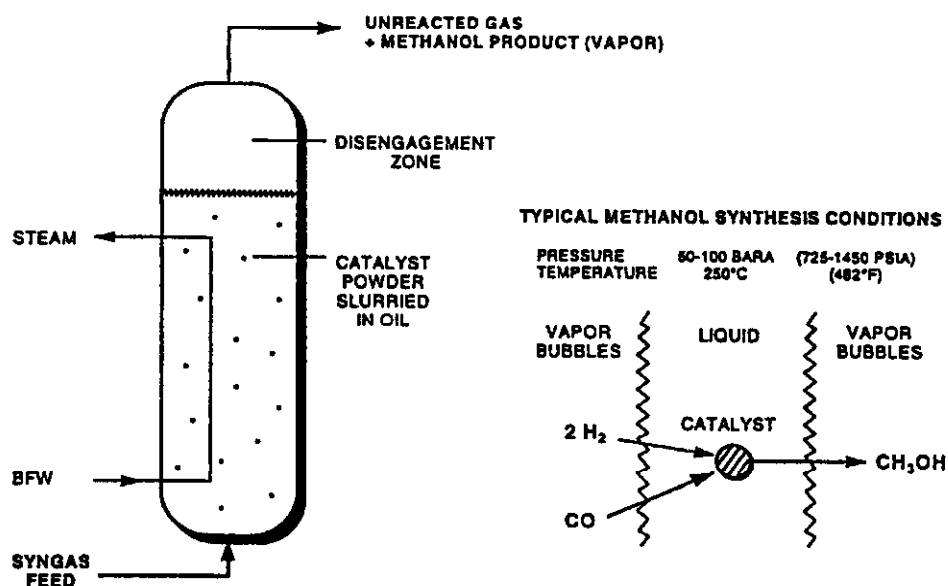 UNREACTED GAS
+ METHANOL PRODUCT (VAPOR)
DISENGAGEMENT
ZONE
STEAM
CATALYST
POWDER
SLURRIED
IN OIL
BFW
SYNGAS
FEED
TYPICAL METHANOL SYNTHESIS CONDITIONS
PRESSURE 50-100 BARA (725-1450 PSIA)
TEMPERATURE 250°C (482°F)
VAPOR LIQUID VAPOR
BUBBLES BUBBLES
CATALYST
2 H₂
CH₃OH
CO